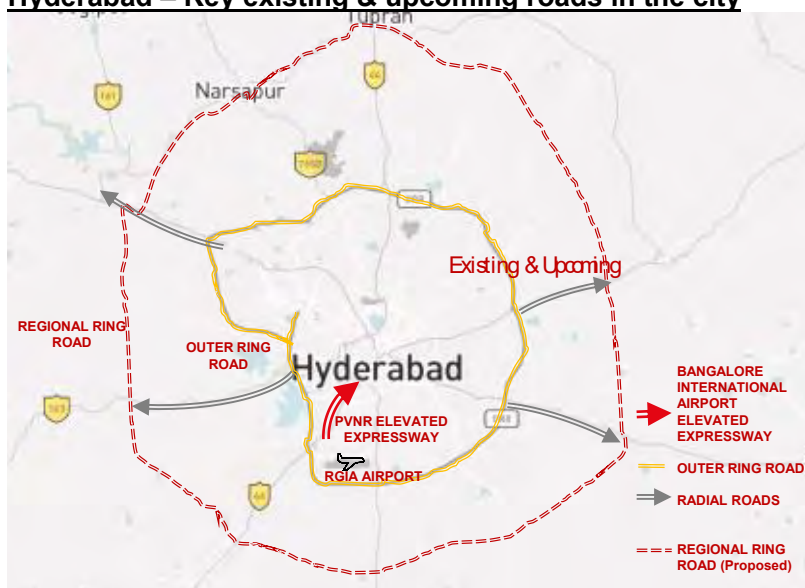 Hyderabad – Key existing & upcoming roads in the city
Tuprah
44
161
Narsapur
765D
Existing & Upcoming
REGIONAL RING
ROAD
OUTER RING
ROAD
Hyderabad
PVNR ELEVATED
EXPRESSWAY
163
RGIA AIRPORT
44
BANGALORE
INTERNATIONAL
AIRPORT
ELEVATED
EXPRESSWAY
OUTER RING ROAD
RADIAL ROADS
REGIONAL RING
ROAD (Proposed)